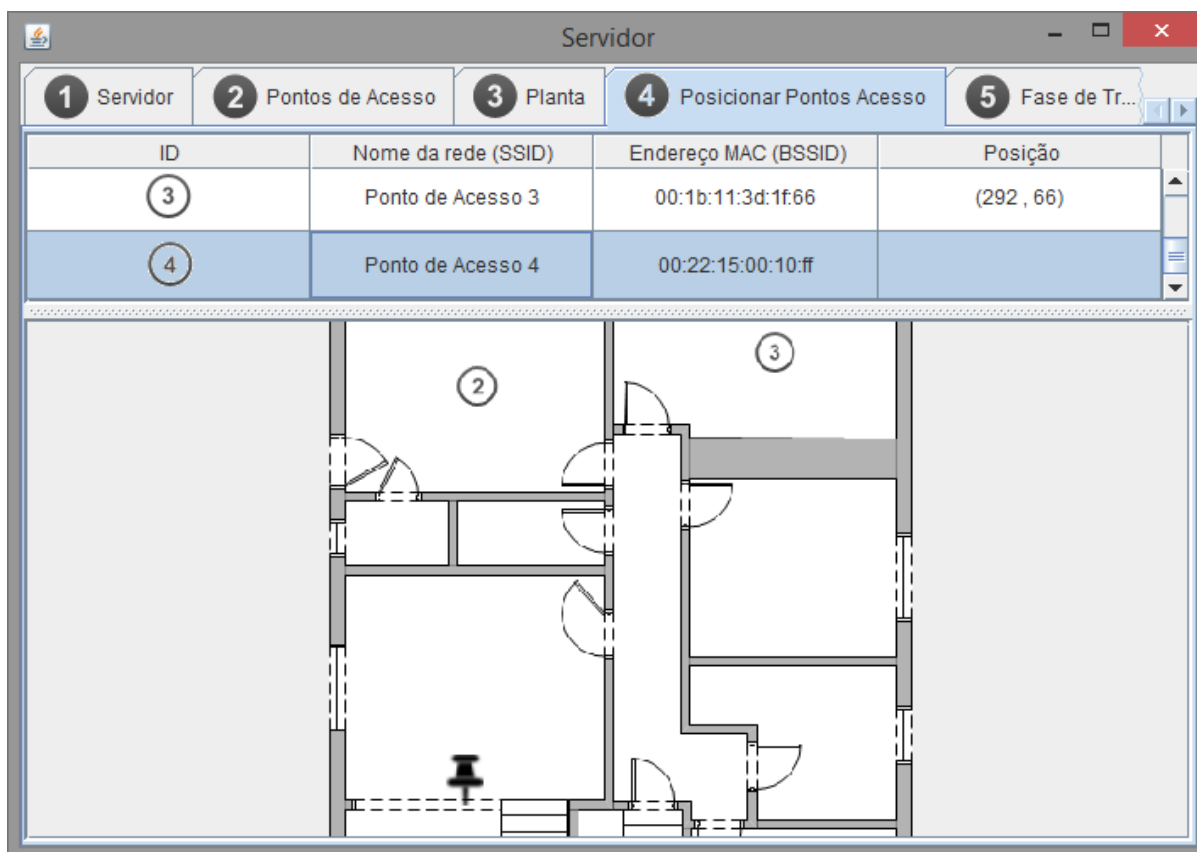 Servidor
1 Servidor 2 Pontos de Acesso 3 Planta 4 Posicionar Pontos Acesso 5 Fase de Tr...
ID Nome da rede (SSID) Endereço MAC (BSSID) Posição
3 Ponto de Acesso 3 00:1b:11:3d:1f:66 (292 , 66)
4 Ponto de Acesso 4 00:22:15:00:10:ff
3
2